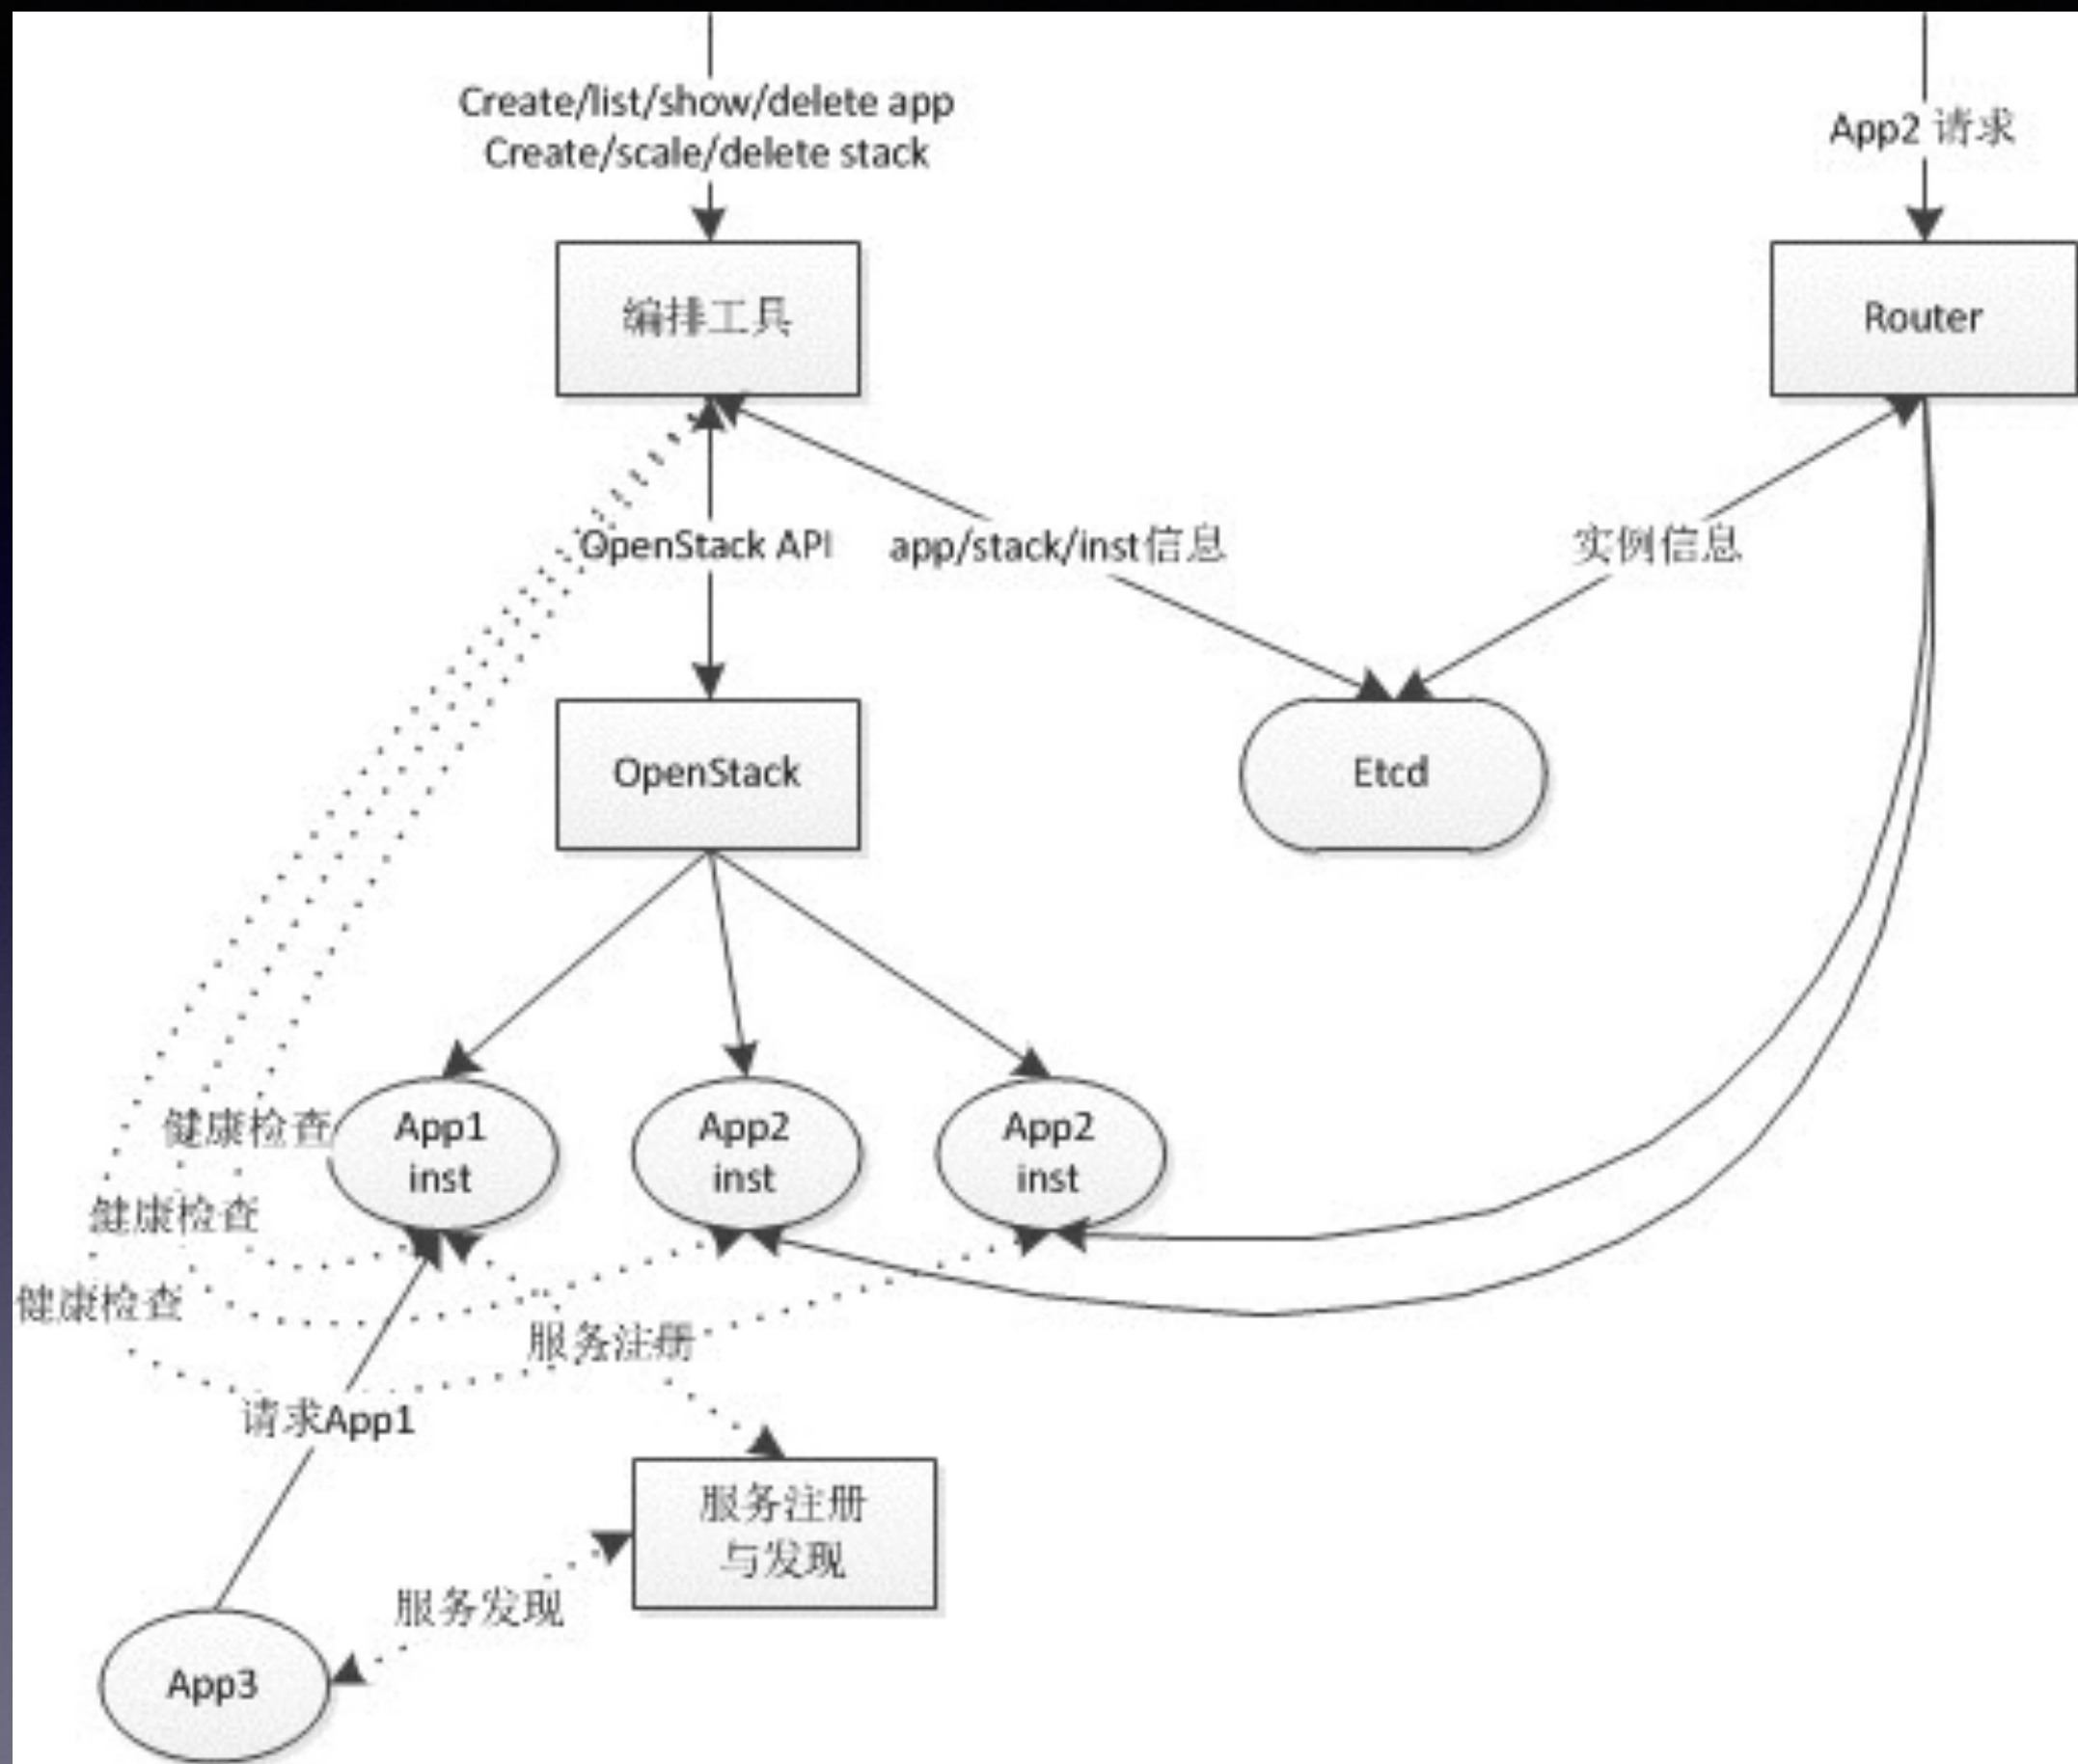 Create/list/show/delete app
Create/scale/delete stack
App2 请求
编排工具
Router
OpenStack API
app/stack/inst信息
实例信息
OpenStack
Etcd
健康检查
App1
inst
App2
inst
App2
inst
健康检查
健康检查
服务注册
请求App1
服务注册
与发现
服务发现
App3